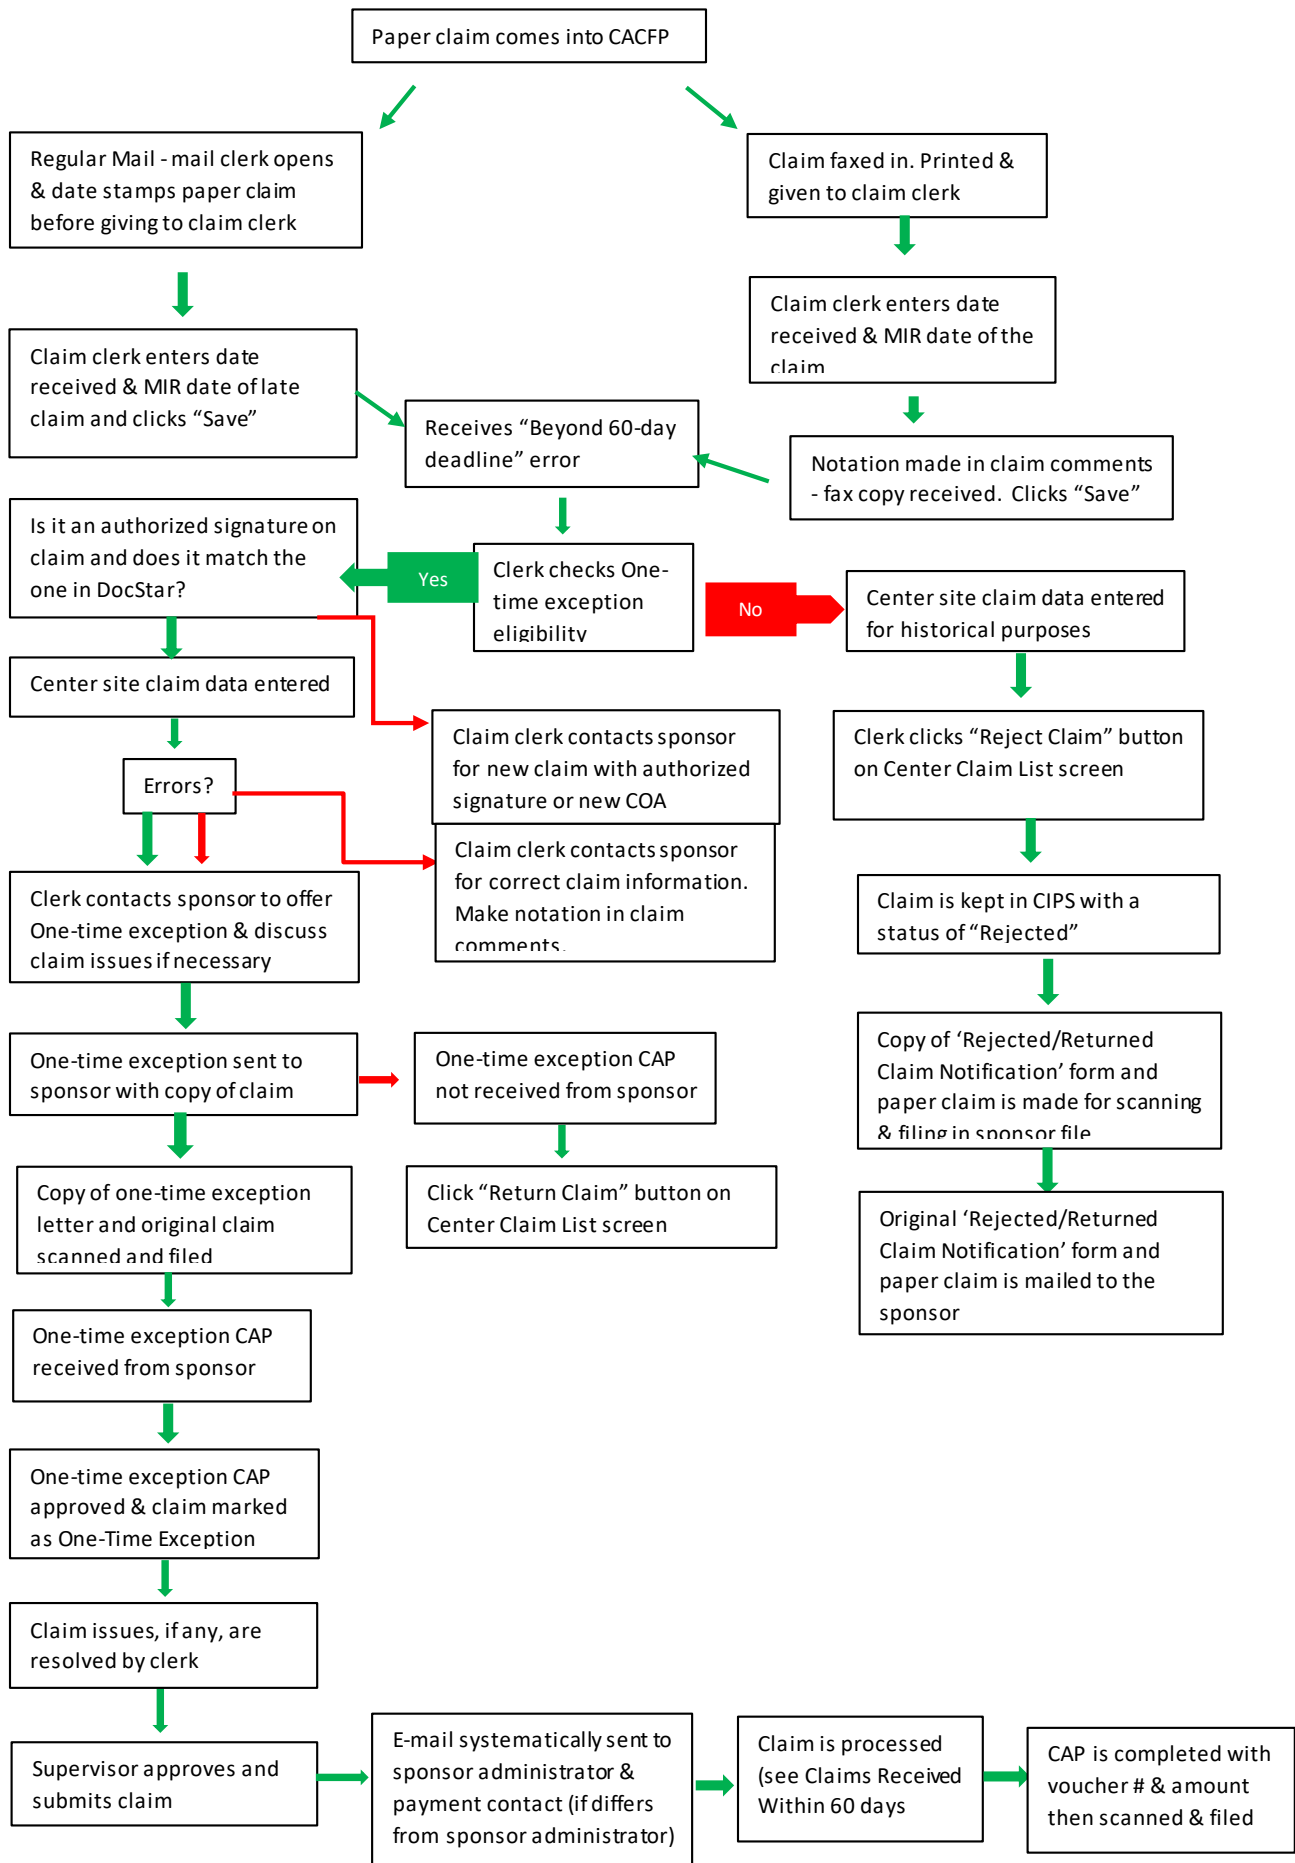 Paper claim comes into CACFP
Regular Mail - mail clerk opens
& date stamps paper claim
before giving to claim clerk
Claim faxed in. Printed &
given to claim clerk
Claim clerk enters date
received & MIR date of the
claim
Claim clerk enters date
received & MIR date of late
claim and clicks “Save”
Receives “Beyond 60-day
deadline” error
Notation made in claim comments
- fax copy received. Clicks “Save”
Is it an authorized signature on
claim and does it match the
one in DocStar?
Yes
Clerk checks One-
time exception
eligibility
No
Center site claim data entered
for historical purposes
Center site claim data entered
Claim clerk contacts sponsor
for new claim with authorized
signature or new COA
Clerk clicks “Reject Claim” button
on Center Claim List screen
Errors?
Claim clerk contacts sponsor
for correct claim information.
Make notation in claim
comments.
Clerk contacts sponsor to offer
One-time exception & discuss
claim issues if necessary
Claim is kept in CIPS with a
status of “Rejected”
One-time exception sent to
sponsor with copy of claim
One-time exception CAP
not received from sponsor
Copy of ‘Rejected/Returned
Claim Notification’ form and
paper claim is made for scanning
& filing in sponsor file
Copy of one-time exception
letter and original claim
scanned and filed
Click “Return Claim” button on
Center Claim List screen
Original ‘Rejected/Returned
Claim Notification’ form and
paper claim is mailed to the
sponsor
One-time exception CAP
received from sponsor
One-time exception CAP
approved & claim marked
as One-Time Exception
Claim issues, if any, are
resolved by clerk
Supervisor approves and
submits claim
E-mail systematically sent to
sponsor administrator &
payment contact (if differs
from sponsor administrator)
Claim is processed
(see Claims Received
Within 60 days
CAP is completed with
voucher # & amount
then scanned & filed